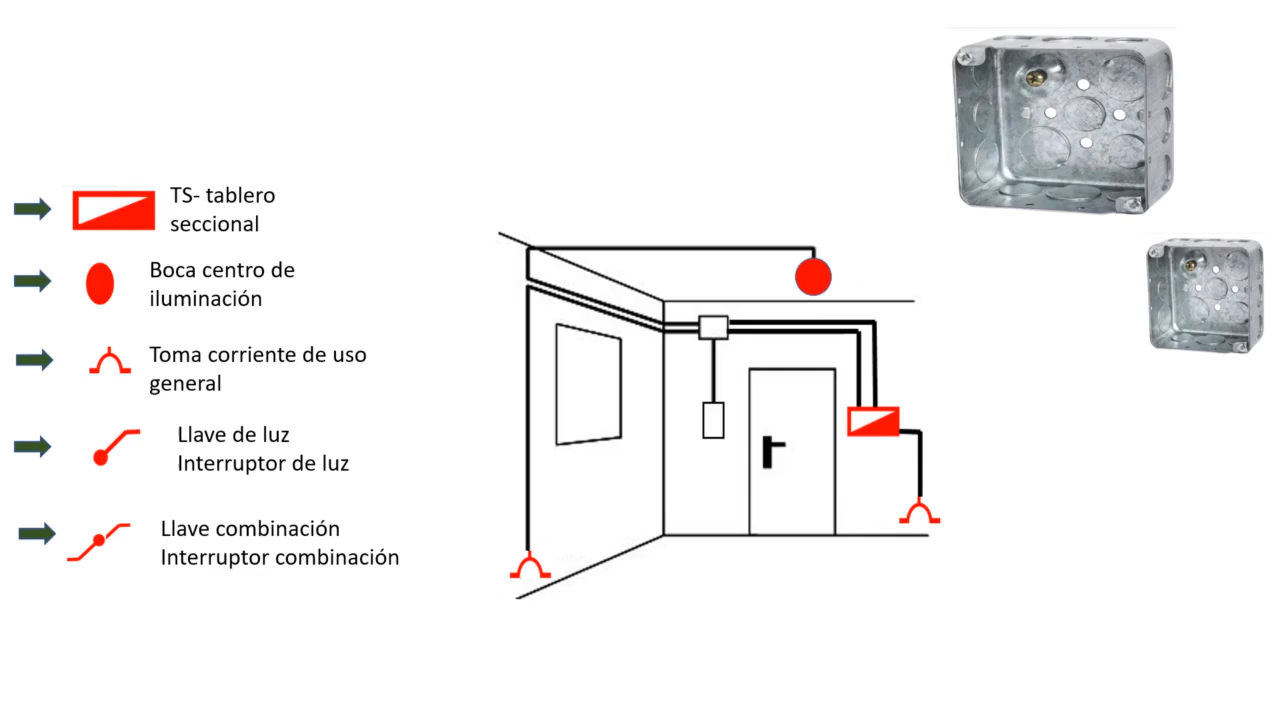 TS- tablero
seccional
Boca centro de
iluminación
Toma corriente de uso
general
Llave de luz
Interruptor de luz
Llave combinación
Interruptor combinación